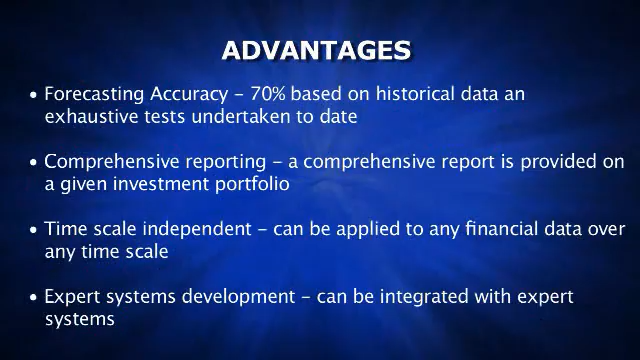 ADVANTAGES
• Forecasting Accuracy – 70% based on historical data an
exhaustive tests undertaken to date
• Comprehensive reporting – a comprehensive report is provided on
a given investment portfolio
• Time scale independent – can be applied to any financial data over
any time scale
• Expert systems development – can be integrated with expert
systems